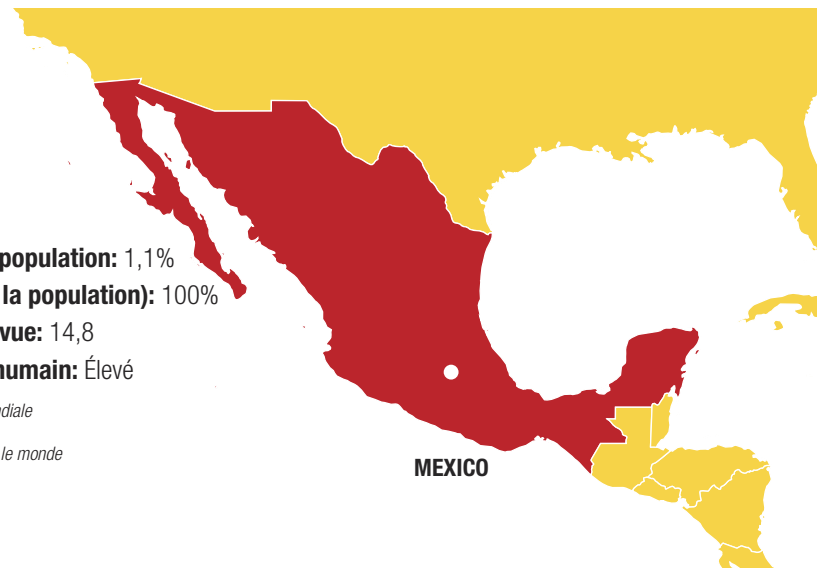 population: 1,1%
la population): 100%
vue: 14,8
humain: Élevé
diale
le monde
MEXICO